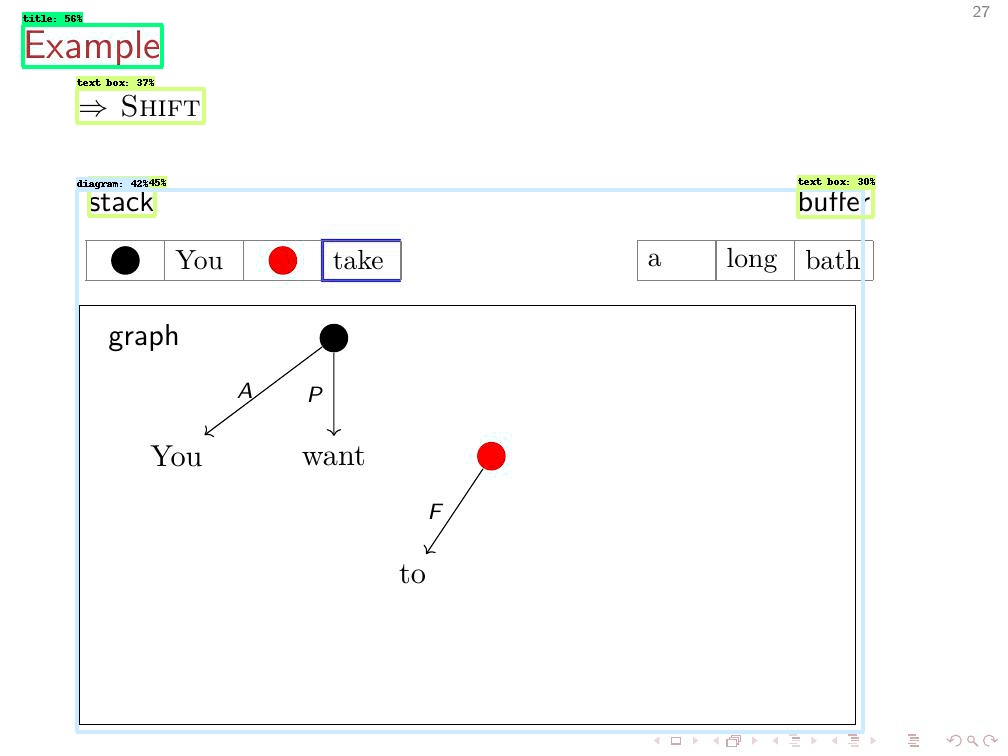 27
title: 56%
Example
text box: 37%
⇒ SHIFT
diagram: 42%45%
text box: 30%
stack
buffer
You
take
a
long
bath
graph
A
P
You
want
F
to